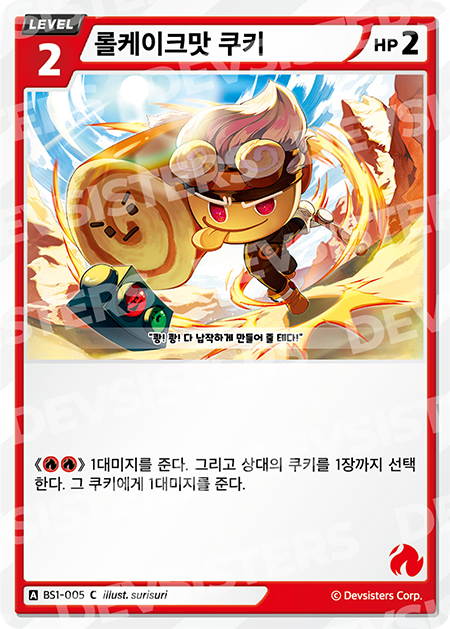 LEVEL
2
롤케이크맛 쿠키
HP 2
"쾅! 쾅! 다 납작하게 만들어 줄 테다!"
《》 1대미지를 준다. 그리고 상대의 쿠키를 1장까지 선택
한다. 그 쿠키에게 1대미지를 준다.
A BS1-005 C illust. surisuri
© Devsisters Corp.
DEVSISTERS